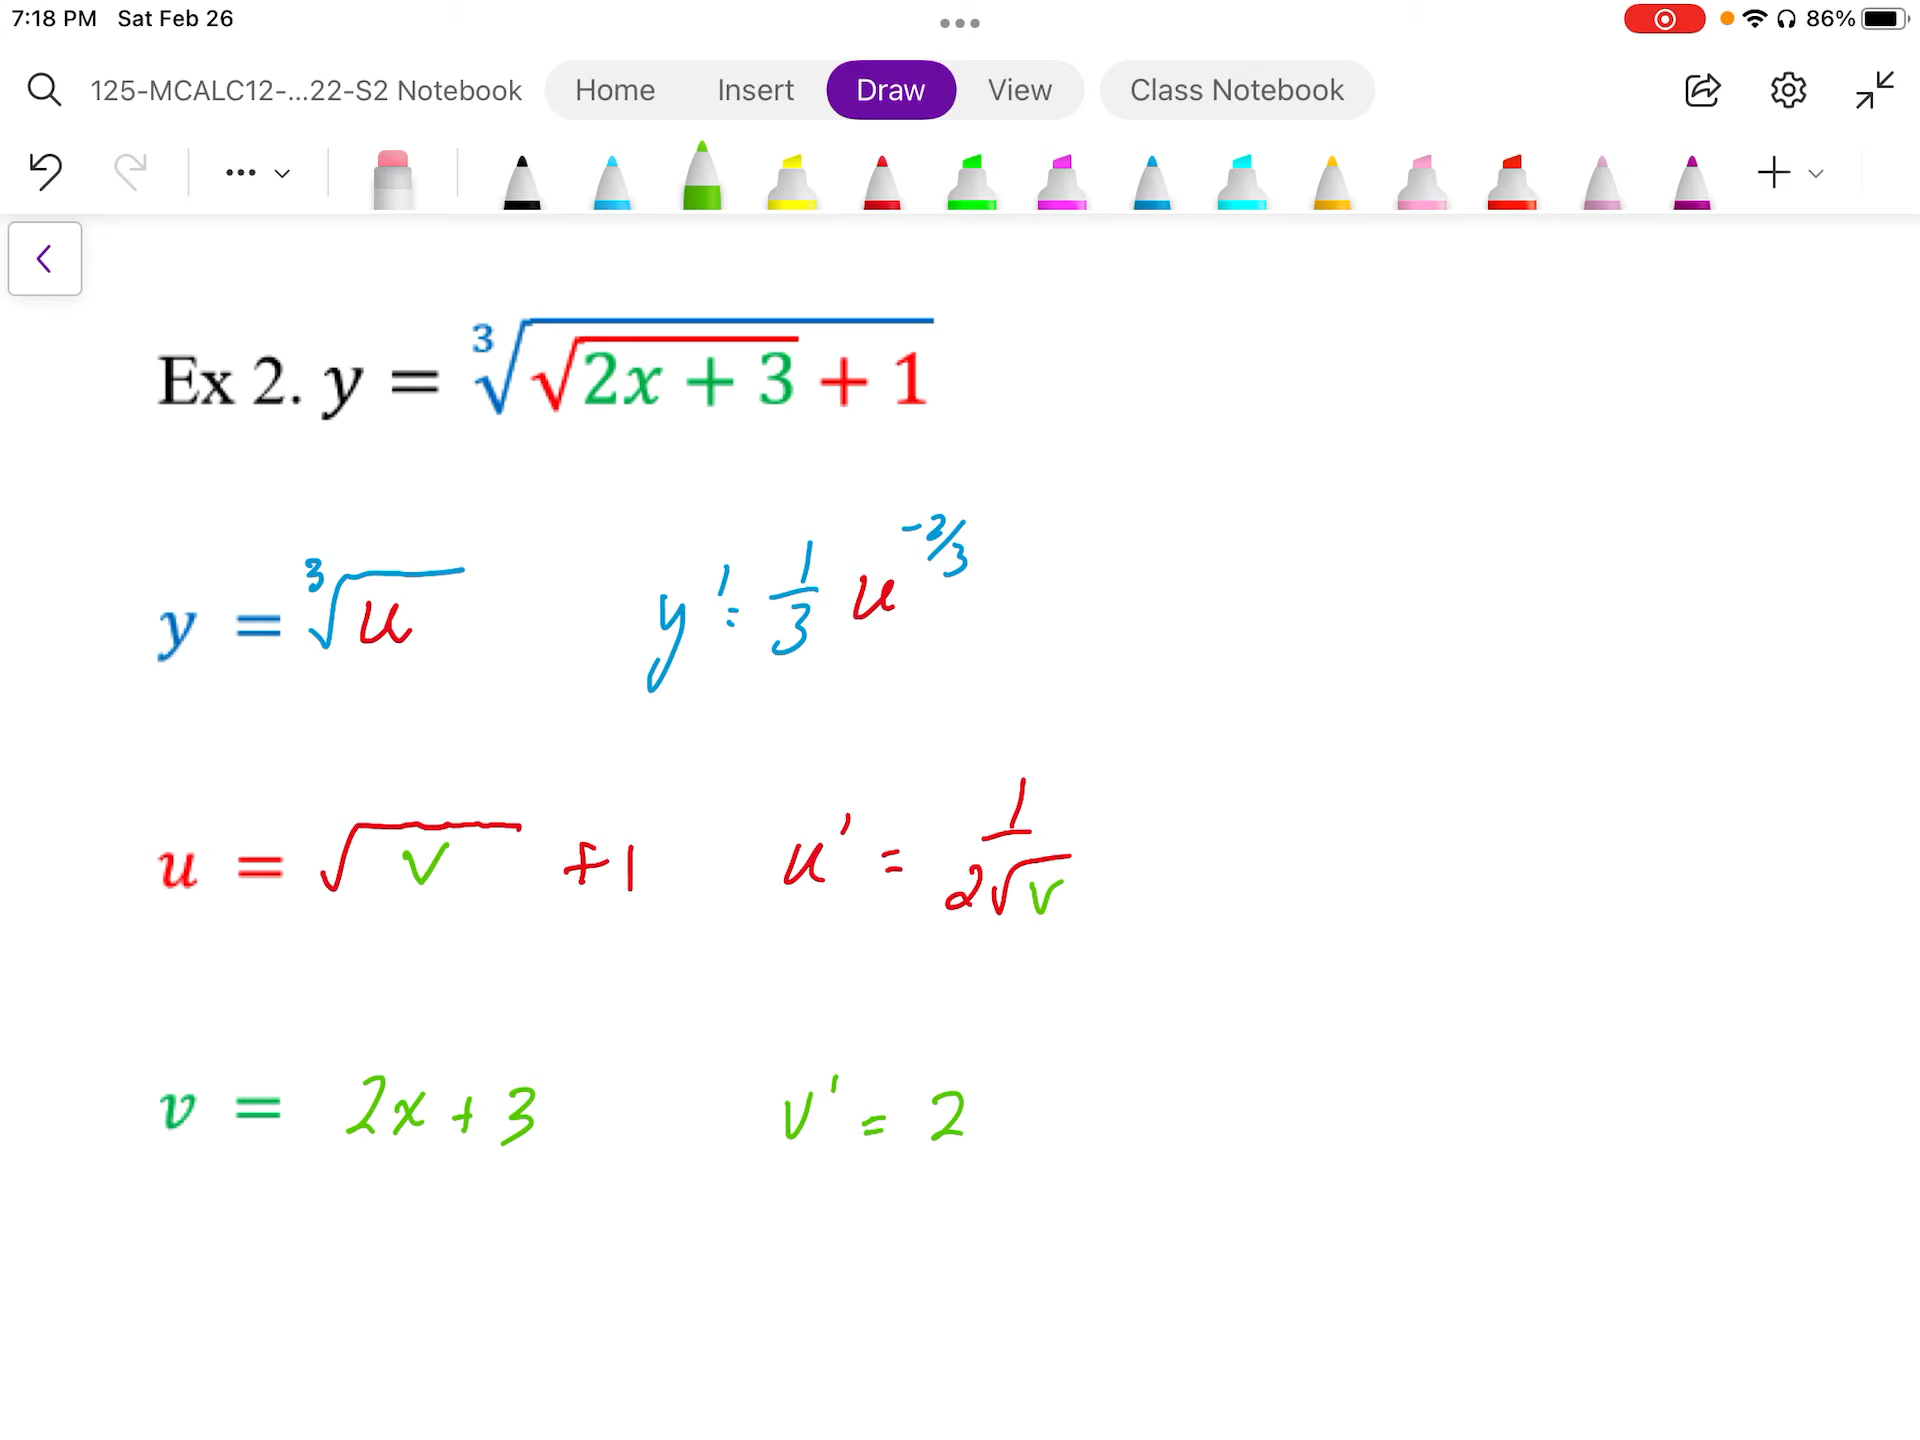 7:18 PM Sat Feb 26 86%
125-MCALC12-...22-S2 Notebook Home Insert Draw View Class Notebook
Ex 2. y = ∛(√(2x + 3) + 1)
y = ∛u y' = 1/3 u^(-2/3)
u = √v +1 u' = 1/(2√v)
v = 2x + 3 v' = 2